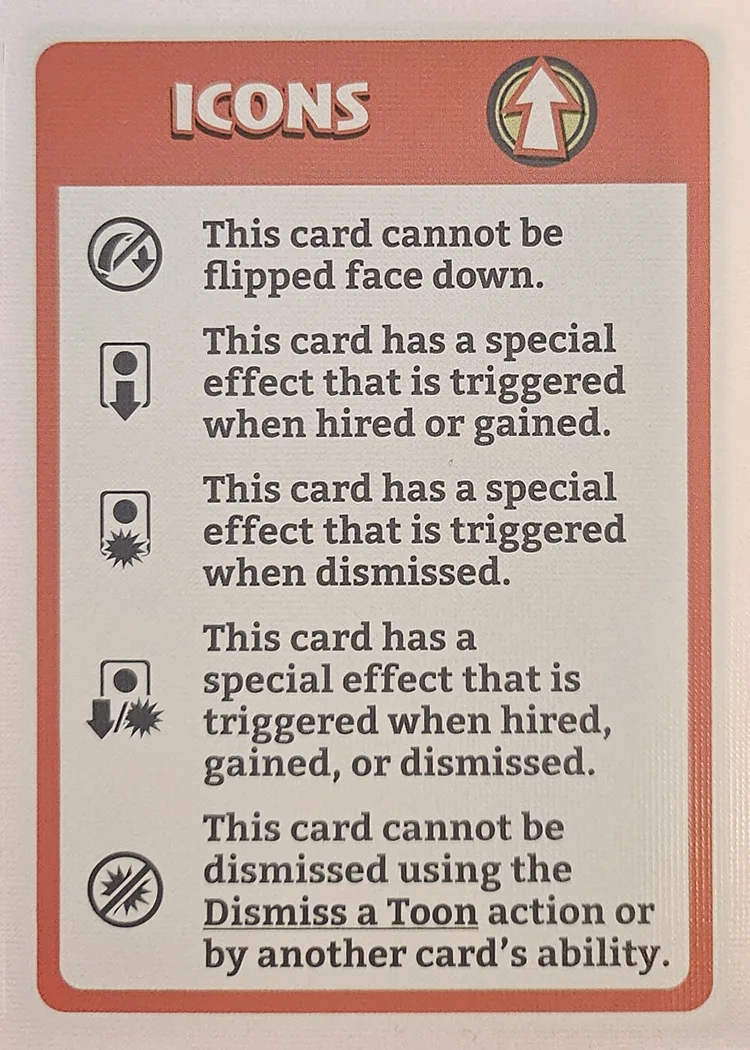 ICONS
This card cannot be
flipped face down.
This card has a special
effect that is triggered
when hired or gained.
This card has a special
effect that is triggered
when dismissed.
This card has a
special effect that is
triggered when hired,
gained, or dismissed.
This card cannot be
dismissed using the
Dismiss a Toon action or
by another card's ability.